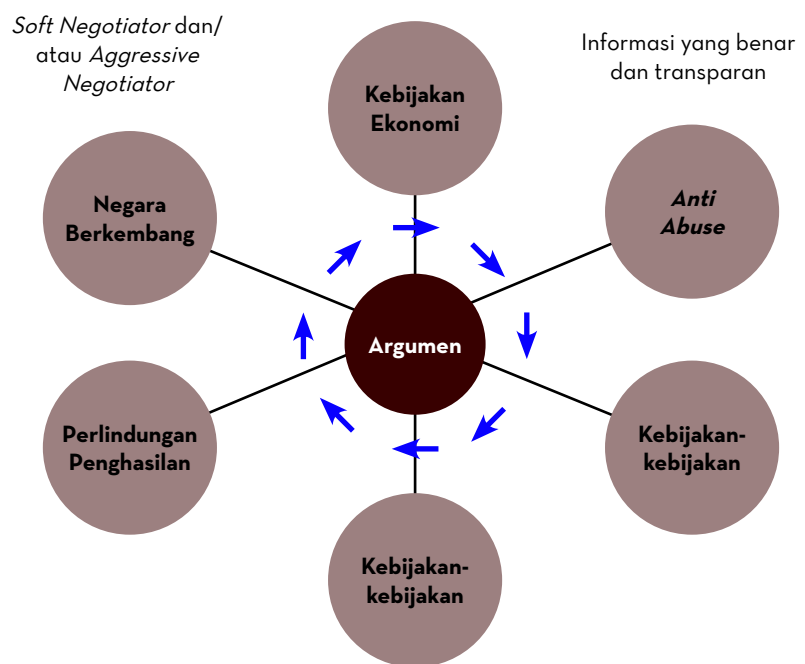 Soft Negotiator dan/
atau Aggressive
Negotiator
Informasi yang benar
dan transparan
Kebijakan
Ekonomi
Negara
Berkembang
Anti
Abuse
Argumen
Perlindungan
Penghasilan
Kebijakan-
kebijakan
Kebijakan-
kebijakan